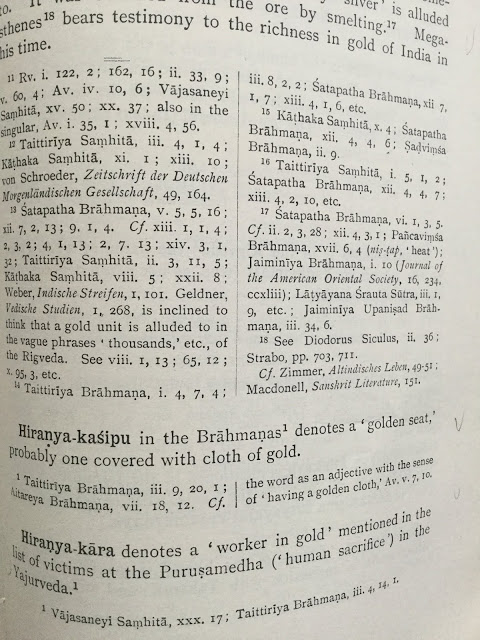 to. It was
from the ore by smelting.¹⁷ Mega-
sthenes¹⁸ bears testimony to the richness in gold of India in
his time.
¹¹ Rv. i. 122, 2; 162, 16; ii. 33, 9;
v. 60, 4; Av. iv. 10, 6; Vājasaneyi
Saṃhitā, xv. 50; xx. 37; also in the
singular, Av. i. 35, 1; xviii. 4, 56.
¹² Taittirīya Saṃhitā, iii. 4, 1, 4;
Kāṭhaka Saṃhitā, xi. 1; xiii. 10;
von Schroeder, Zeitschrift der Deutschen
Morgenländischen Gesellschaft, 49, 164.
¹³ Śatapatha Brāhmaṇa, v. 5, 5, 16;
xii. 7, 2, 13; 9, 1, 4. Cf. xiii. 1, 1, 4;
2, 3, 2; 4, 1, 13; 2, 7. 13; xiv. 3, 1,
32; Taittirīya Saṃhitā, ii. 3, 11, 5;
Kāṭhaka Saṃhitā, viii. 5; xxii. 8;
Weber, Indische Streifen, 1, 101. Geldner,
Vedische Studien, 1, 268, is inclined to
think that a gold unit is alluded to in
the vague phrases ‘thousands,’ etc., of
the Rigveda. See viii. 1, 13; 65, 12;
x. 95, 3, etc.
¹⁴ Taittirīya Brāhmaṇa, i. 4, 7, 4;
iii. 8, 2, 2; Śatapatha Brāhmaṇa, xii 7,
1, 7; xiii. 4, 1, 6, etc.
¹⁵ Kāṭhaka Saṃhitā, x. 4; Śatapatha
Brāhmaṇa, xii. 4, 4, 6; Ṣaḍviṃśa
Brāhmaṇa, ii. 9.
¹⁶ Taittirīya Saṃhitā, i. 5, 1, 2;
Śatapatha Brāhmaṇa, xii. 4, 4, 7;
xiii. 4, 2, 10, etc.
¹⁷ Śatapatha Brāhmaṇa, vi. 1, 3, 5.
Cf. ii. 2, 3, 28; xii. 4, 3, 1; Pañcaviṃśa
Brāhmaṇa, xvii. 6, 4 (niṣ-ṭap, ‘heat’);
Jaiminīya Brāhmaṇa, i. 10 (Journal of
the American Oriental Society, 16, 234,
ccxliii); Lāṭyāyana Śrauta Sūtra, iii. 1,
9, etc.; Jaiminīya Upaniṣad Brāh-
maṇa, iii. 34, 6.
¹⁸ See Diodorus Siculus, ii. 36;
Strabo, pp. 703, 711.
Cf. Zimmer, Altindisches Leben, 49-51;
Macdonell, Sanskrit Literature, 151.
Hiraṇya-kaśipu in the Brāhmaṇas¹ denotes a ‘golden seat,’
probably one covered with cloth of gold.
¹ Taittirīya Brāhmaṇa, iii. 9, 20, 1;
Aitareya Brāhmaṇa, vii. 18, 12. Cf.
the word as an adjective with the sense
of ‘having a golden cloth,’ Av. v. 7, 10.
Hiraṇya-kāra denotes a ‘worker in gold’ mentioned in the
list of victims at the Puruṣamedha (‘human sacrifice’) in the
Yajurveda.¹
¹ Vājasaneyi Saṃhitā, xxx. 17; Taittirīya Brāhmaṇa, iii. 4, 14, 1.